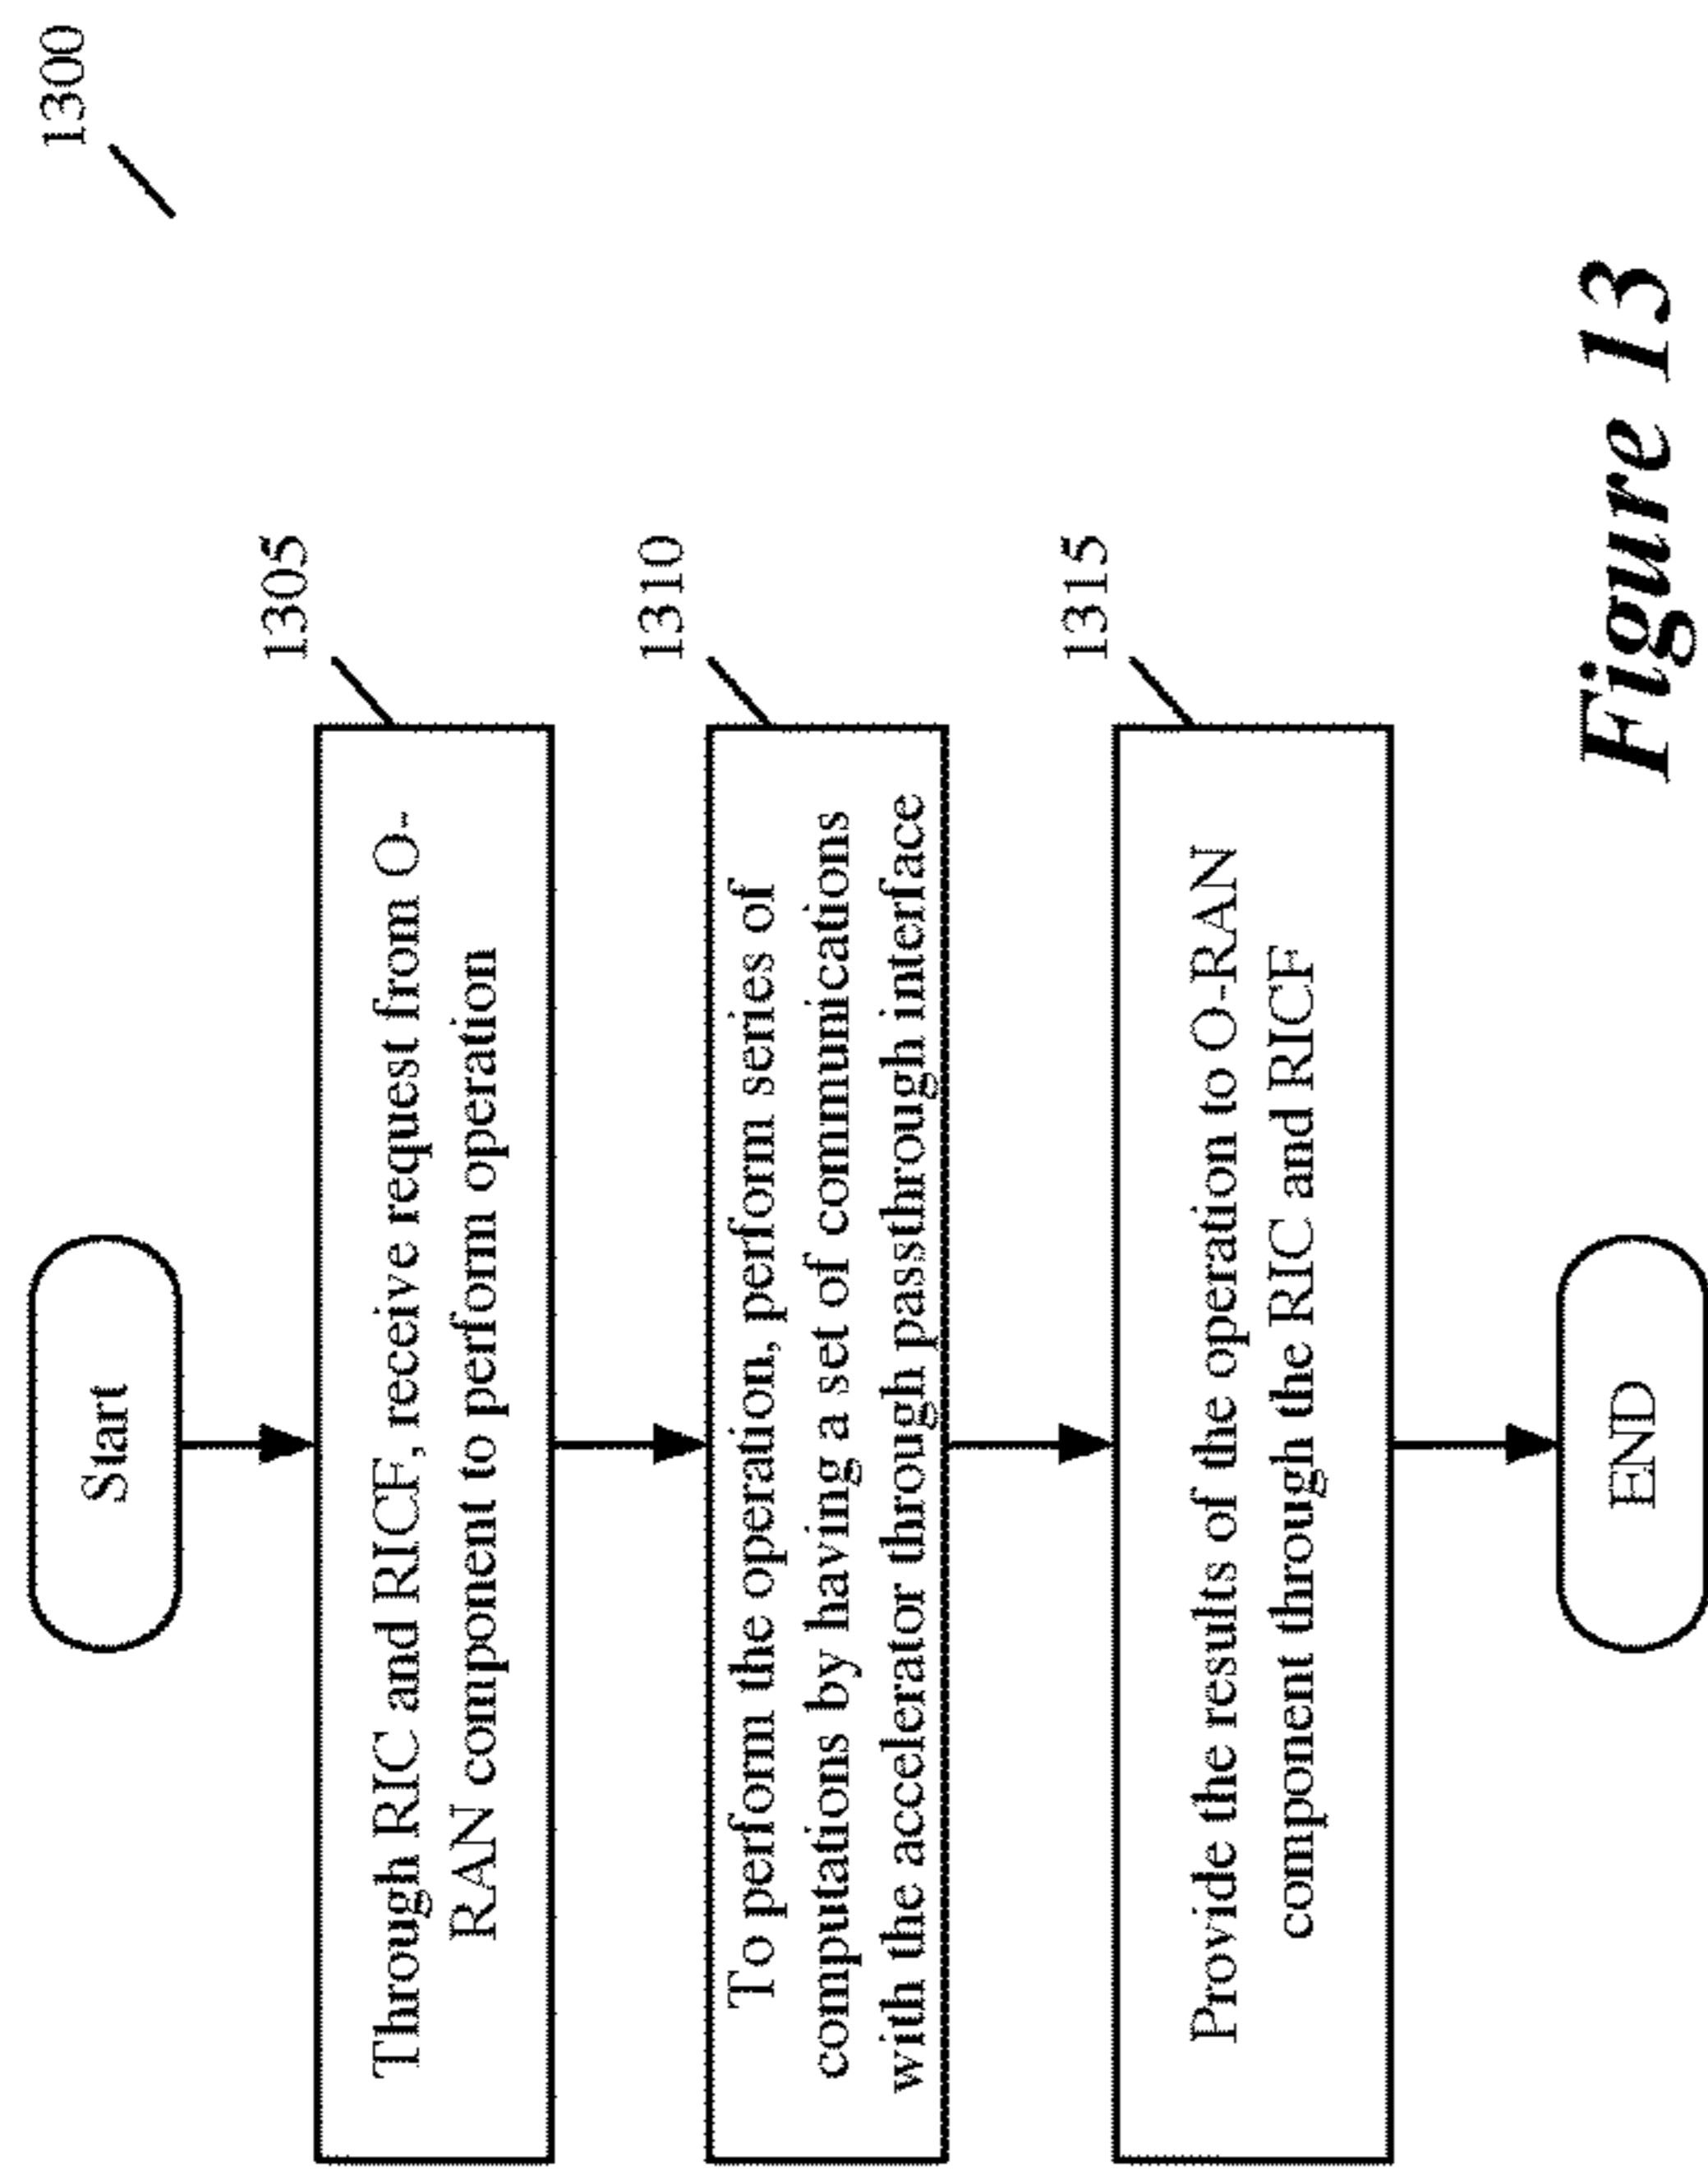 1300
Start
1305
Through RIC and RICF, receive request from O-
RAN component to perform operation
1310
To perform the operation, perform series of
computations by having a set of communications
with the accelerator through passthrough interface
1315
Provide the results of the operation to O-RAN
component through the RIC and RICF
END
Figure 13